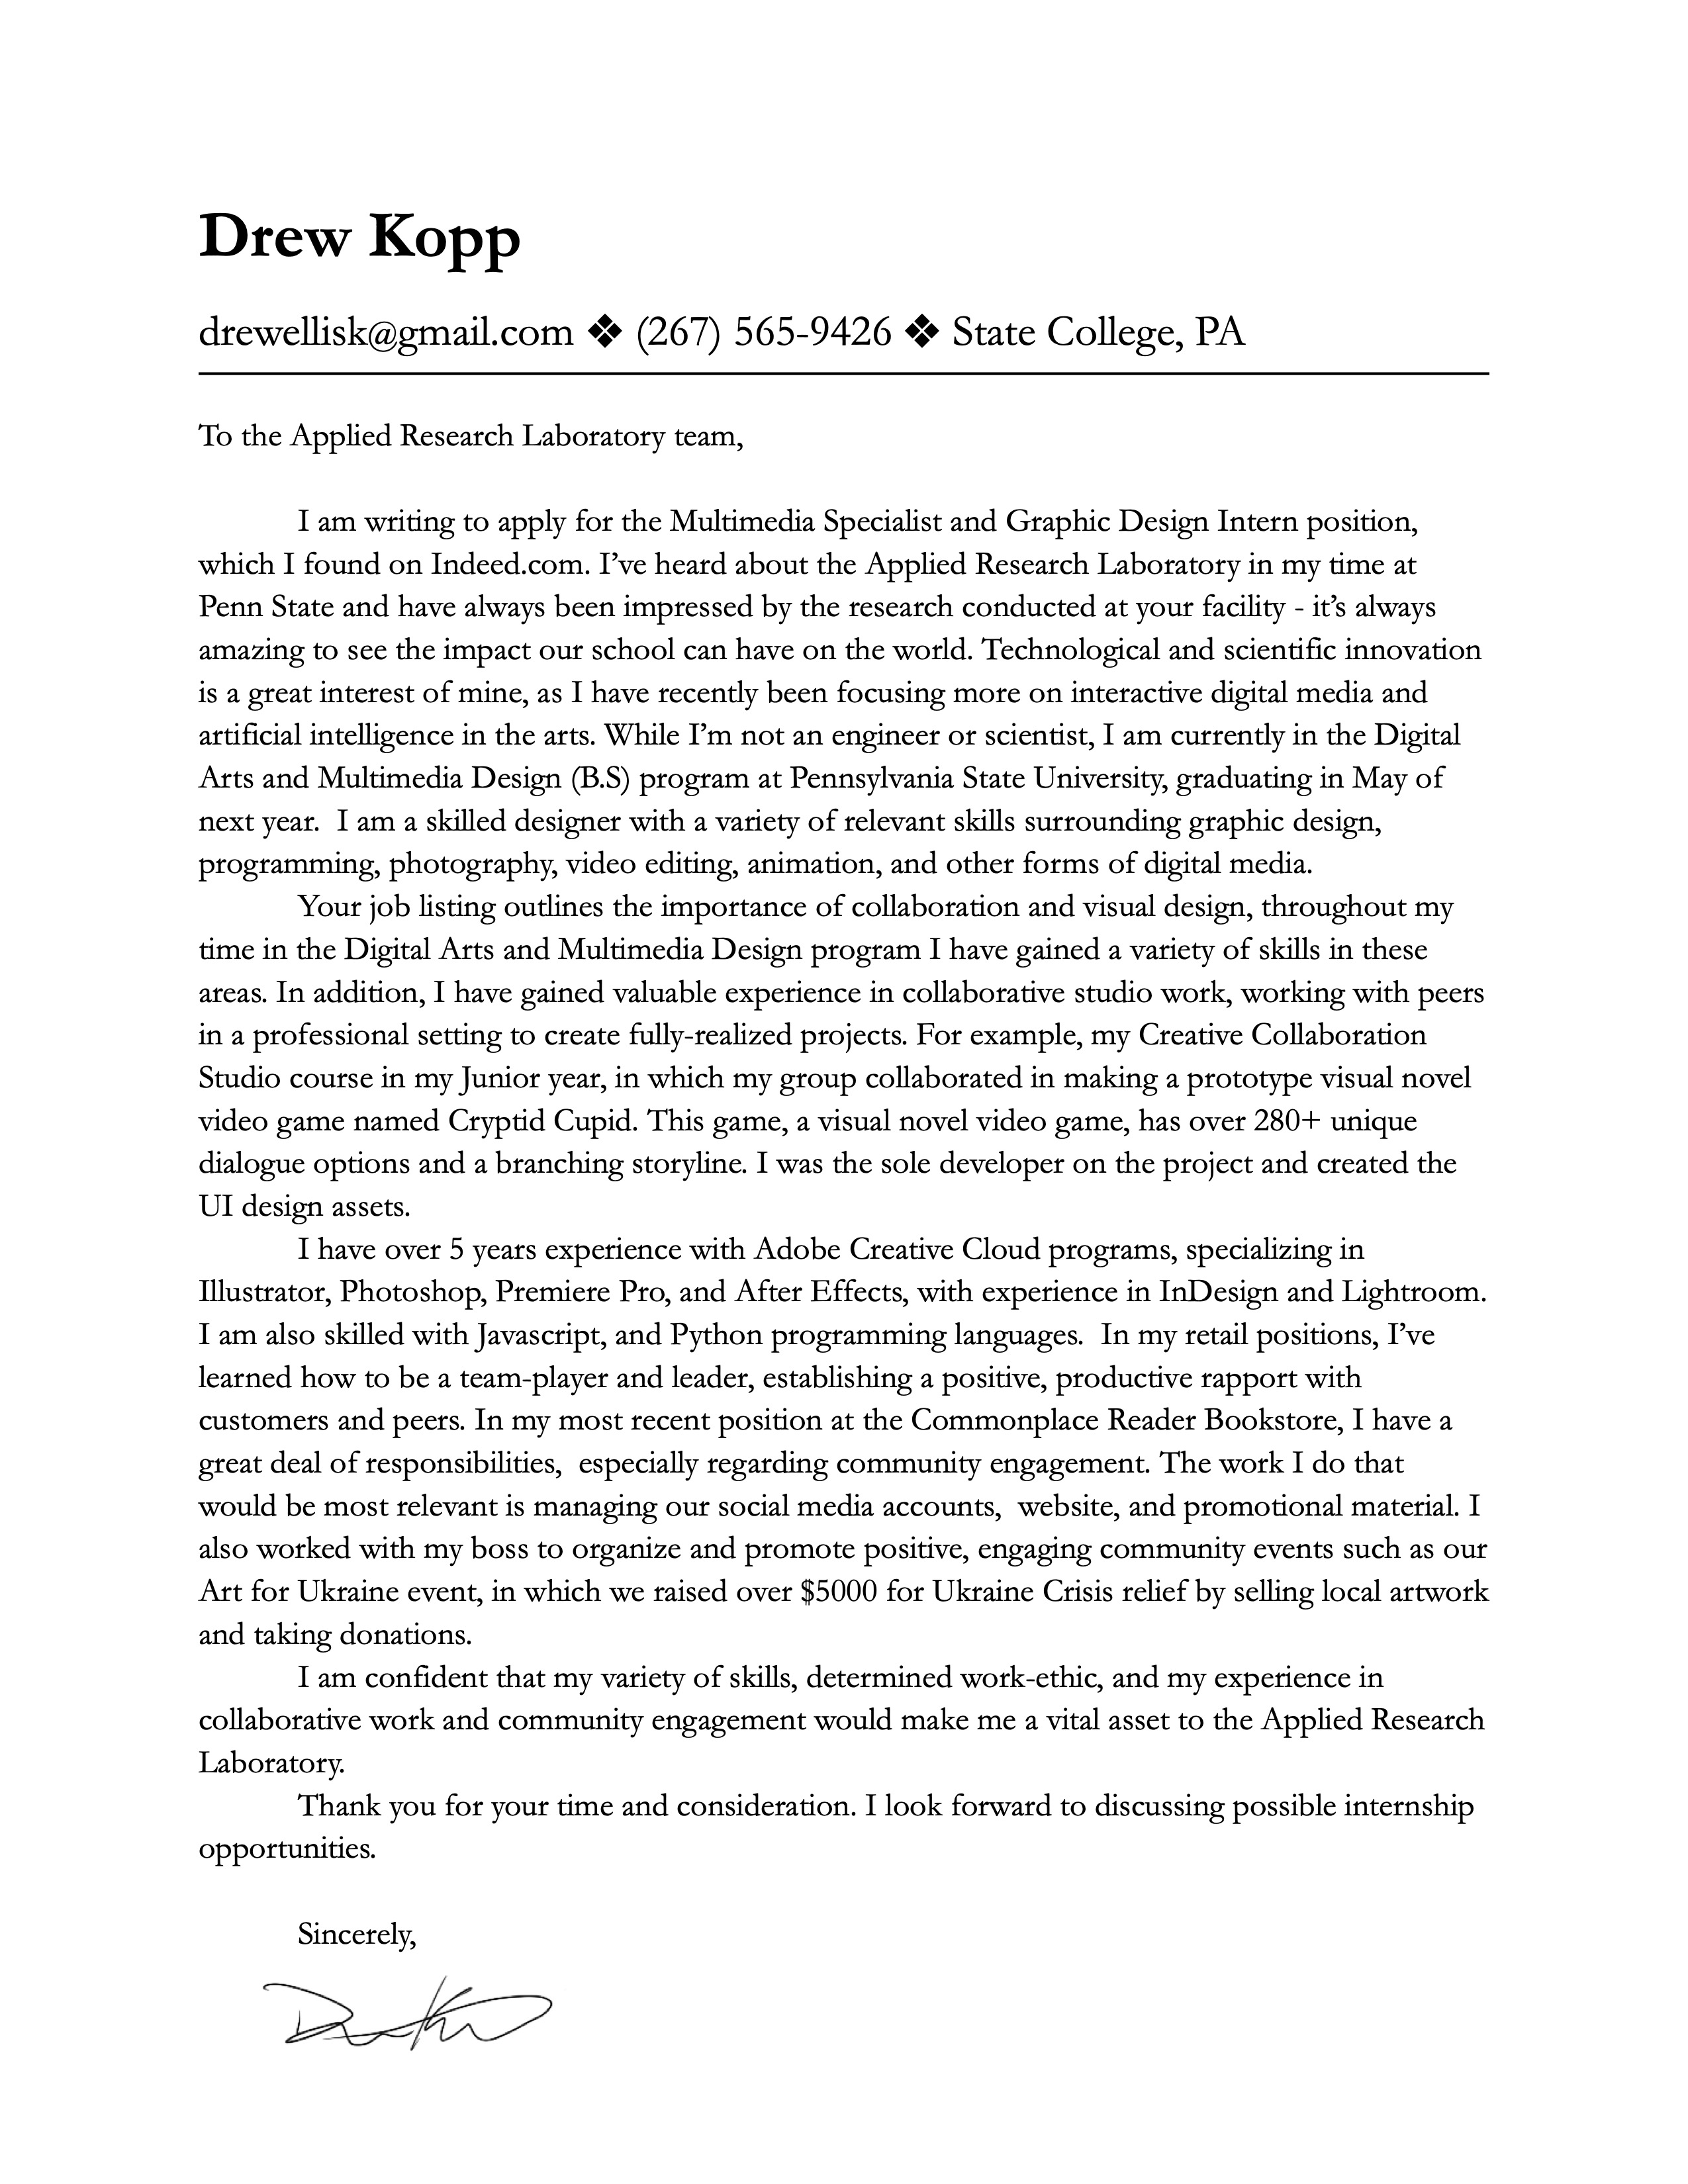 Drew Kopp
drewellisk@gmail.com ❖ (267) 565-9426 ❖ State College, PA
To the Applied Research Laboratory team,
I am writing to apply for the Multimedia Specialist and Graphic Design Intern position,
which I found on Indeed.com. I’ve heard about the Applied Research Laboratory in my time at
Penn State and have always been impressed by the research conducted at your facility - it’s always
amazing to see the impact our school can have on the world. Technological and scientific innovation
is a great interest of mine, as I have recently been focusing more on interactive digital media and
artificial intelligence in the arts. While I’m not an engineer or scientist, I am currently in the Digital
Arts and Multimedia Design (B.S) program at Pennsylvania State University, graduating in May of
next year.  I am a skilled designer with a variety of relevant skills surrounding graphic design,
programming, photography, video editing, animation, and other forms of digital media.
Your job listing outlines the importance of collaboration and visual design, throughout my
time in the Digital Arts and Multimedia Design program I have gained a variety of skills in these
areas. In addition, I have gained valuable experience in collaborative studio work, working with peers
in a professional setting to create fully-realized projects. For example, my Creative Collaboration
Studio course in my Junior year, in which my group collaborated in making a prototype visual novel
video game named Cryptid Cupid. This game, a visual novel video game, has over 280+ unique
dialogue options and a branching storyline. I was the sole developer on the project and created the
UI design assets.
I have over 5 years experience with Adobe Creative Cloud programs, specializing in
Illustrator, Photoshop, Premiere Pro, and After Effects, with experience in InDesign and Lightroom.
I am also skilled with Javascript, and Python programming languages.  In my retail positions, I’ve
learned how to be a team-player and leader, establishing a positive, productive rapport with
customers and peers. In my most recent position at the Commonplace Reader Bookstore, I have a
great deal of responsibilities,  especially regarding community engagement. The work I do that
would be most relevant is managing our social media accounts,  website, and promotional material. I
also worked with my boss to organize and promote positive, engaging community events such as our
Art for Ukraine event, in which we raised over $5000 for Ukraine Crisis relief by selling local artwork
and taking donations.
I am confident that my variety of skills, determined work-ethic, and my experience in
collaborative work and community engagement would make me a vital asset to the Applied Research
Laboratory.
Thank you for your time and consideration. I look forward to discussing possible internship
opportunities.
Sincerely,